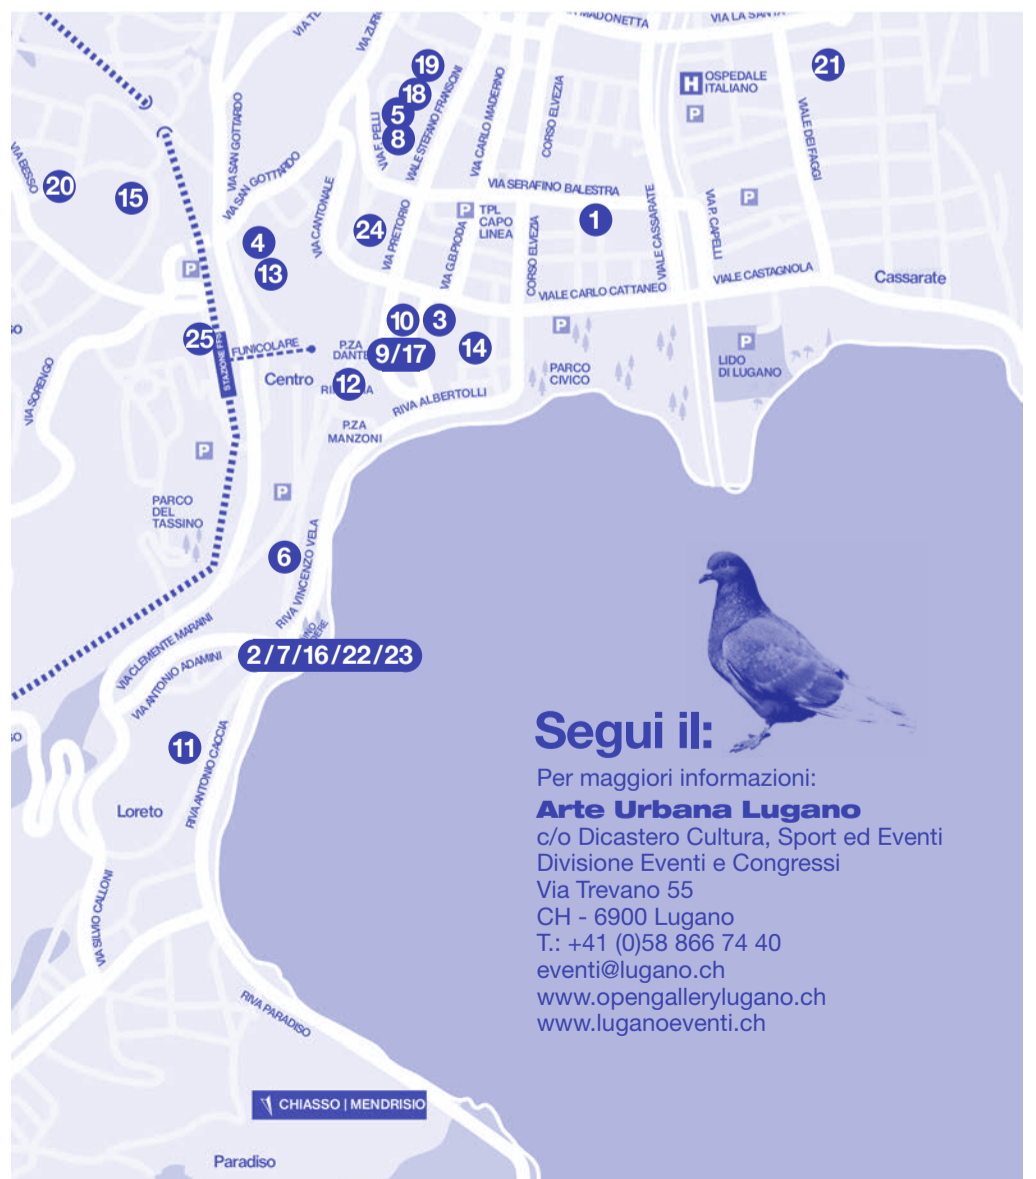 VIA ZURI
MADONETTA
VIA LA SANTA
19
21
H OSPEDALE
ITALIANO
18
5
8
P
VIA F. PELLI
VIALE STEFANO FRANSCINI
VIA CARLO MADERNO
CORSO ELVEZIA
VIALE DEI FAGGI
VIA SAN GOTTARDO
VIA BESSO
20
15
VIA SAN GOTTARDO
VIA CANTONALE
VIA SERAFINO BALESTRA
P
24
VIA PRETORIO
P TPL
CAPO
LINEA
1
VIALE CASSARATE
VIA P. CAPELLI
4
13
P
VIA G.B.PIODA
CORSO ELVEZIA
VIALE CASTAGNOLA
Cassarate
VIALE CARLO CATTANEO
10
3
P
P
25
STAZIONE FFS
FUNICOLARE
P.ZA
DANTE
9/17
14
LIDO
DI LUGANO
PARCO
CIVICO
Centro
12
VIA SORENGO
RIVA ALBERTOLLI
P.ZA
MANZONI
P
P
PARCO
DEL
TASSINO
6
RIVA VINCENZO VELA
VIA CLEMENTE MARAINI
2/7/16/22/23
VIA ANTONIO ADAMINI
11
RIVA ANTONIO CACCIA
Loreto
VIA SILVIO CALLONI
RIVA PARADISO
CHIASSO | MENDRISIO
Paradiso
Segui il:
Per maggiori informazioni:
Arte Urbana Lugano
c/o Dicastero Cultura, Sport ed Eventi
Divisione Eventi e Congressi
Via Trevano 55
CH - 6900 Lugano
T.: +41 (0)58 866 74 40
eventi@lugano.ch
www.opengallerylugano.ch
www.luganoeventi.ch